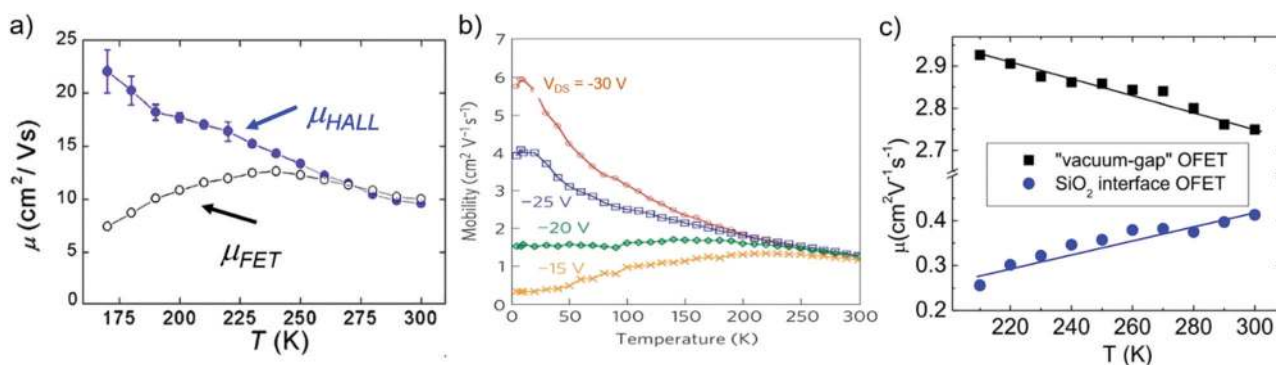 a)
25
20
15
10
5
0
μ (cm²/ Vs)
μHALL
μFET
175 200 225 250 275 300
T (K)
b)
7
6
5
4
3
2
1
0
Mobility (cm² V⁻¹ s⁻¹)
V_DS = -30 V
−25 V
−20 V
−15 V
0 50 100 150 200 250 300
Temperature (K)
c)
2.9
2.8
2.7
0.4
0.3
0.2
μ(cm²V⁻¹s⁻¹)
"vacuum-gap" OFET
SiO₂ interface OFET
220 240 260 280 300
T (K)